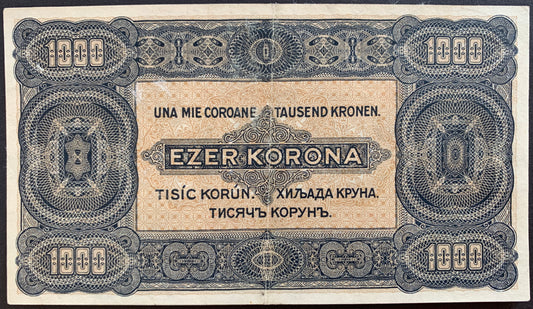 1000 1000
UNA MIE COROANE TAUSEND KRONEN.
EZER KORONA
TISÍC KORÚN. ХИЉАДА КРУНА.
ТИСЯЧЪ КОРУНЪ.
1000 1000